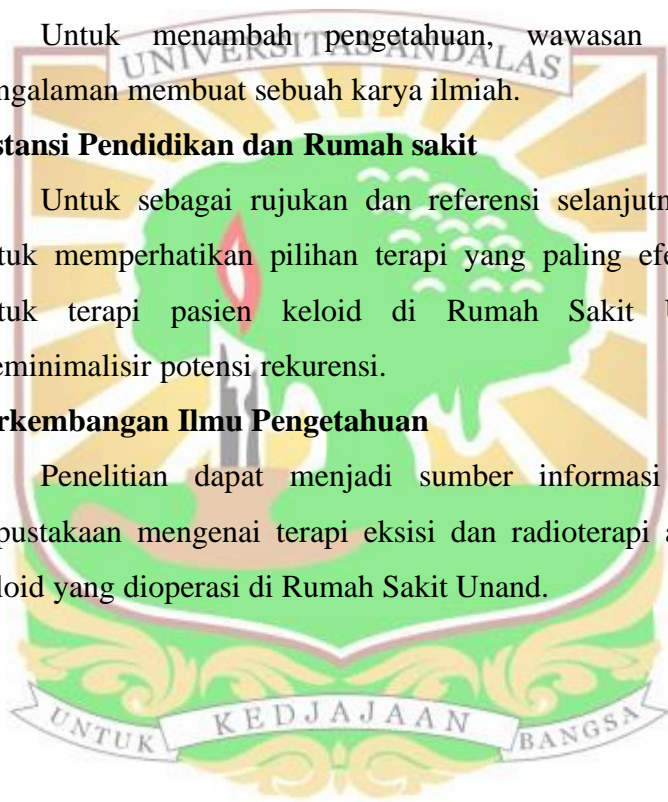 Untuk menambah pengetahuan, wawasan
UNIVERSITAS ANDALAS
ngalaman membuat sebuah karya ilmiah.
stansi Pendidikan dan Rumah sakit
Untuk sebagai rujukan dan referensi selanjutn
tuk memperhatikan pilihan terapi yang paling efe
tuk terapi pasien keloid di Rumah Sakit U
eminimalisir potensi rekurensi.
rkembangan Ilmu Pengetahuan
Penelitian dapat menjadi sumber informasi
pustakaan mengenai terapi eksisi dan radioterapi a
loid yang dioperasi di Rumah Sakit Unand.
UNTUK KEDJAJAAN BANGSA